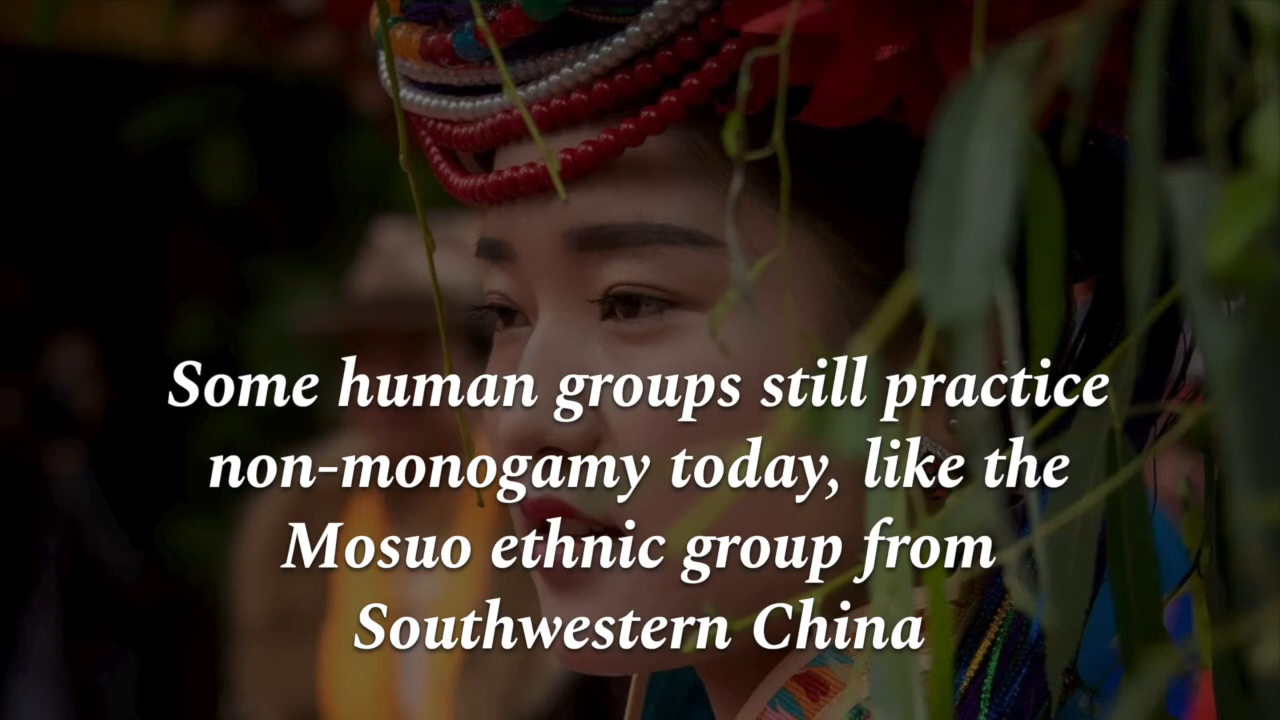 Some human groups still practice
non-monogamy today, like the
Mosuo ethnic group from
Southwestern China